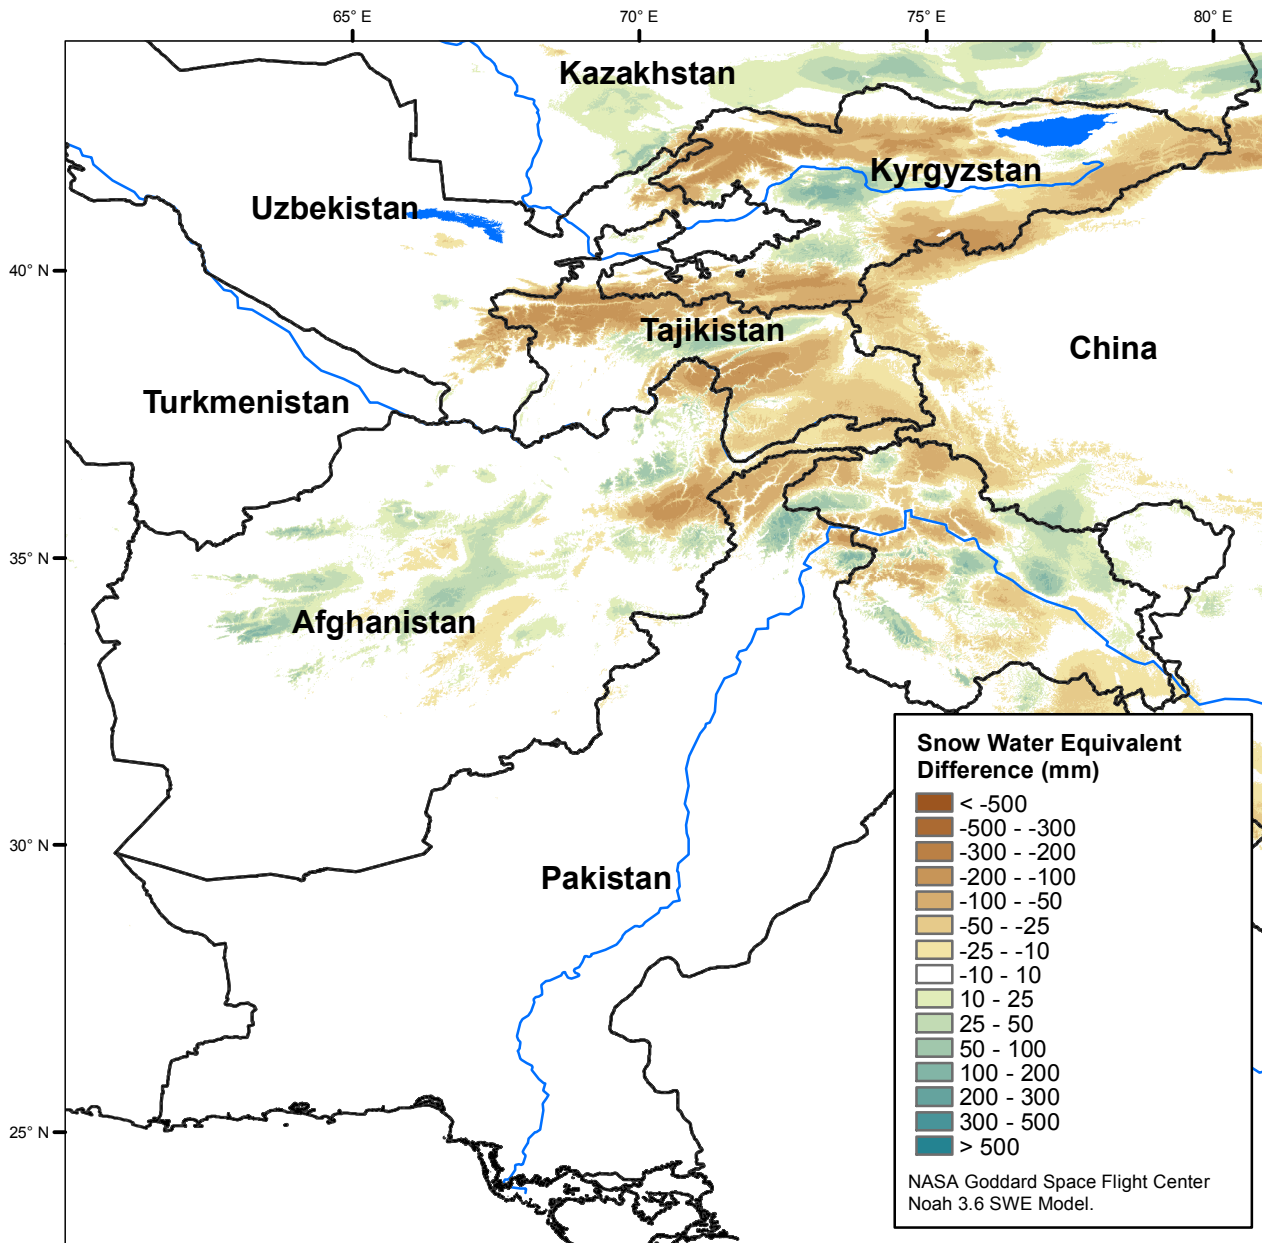 65° E
70° E
75° E
80° E
Kazakhstan
Kyrgyzstan
Uzbekistan
40° N
Tajikistan
China
Turkmenistan
35° N
Afghanistan
30° N
Pakistan
25° N
Snow Water Equivalent
Difference (mm)
< -500
-500 - -300
-300 - -200
-200 - -100
-100 - -50
-50 - -25
-25 - -10
-10 - 10
10 - 25
25 - 50
50 - 100
100 - 200
200 - 300
300 - 500
> 500
NASA Goddard Space Flight Center
Noah 3.6 SWE Model.